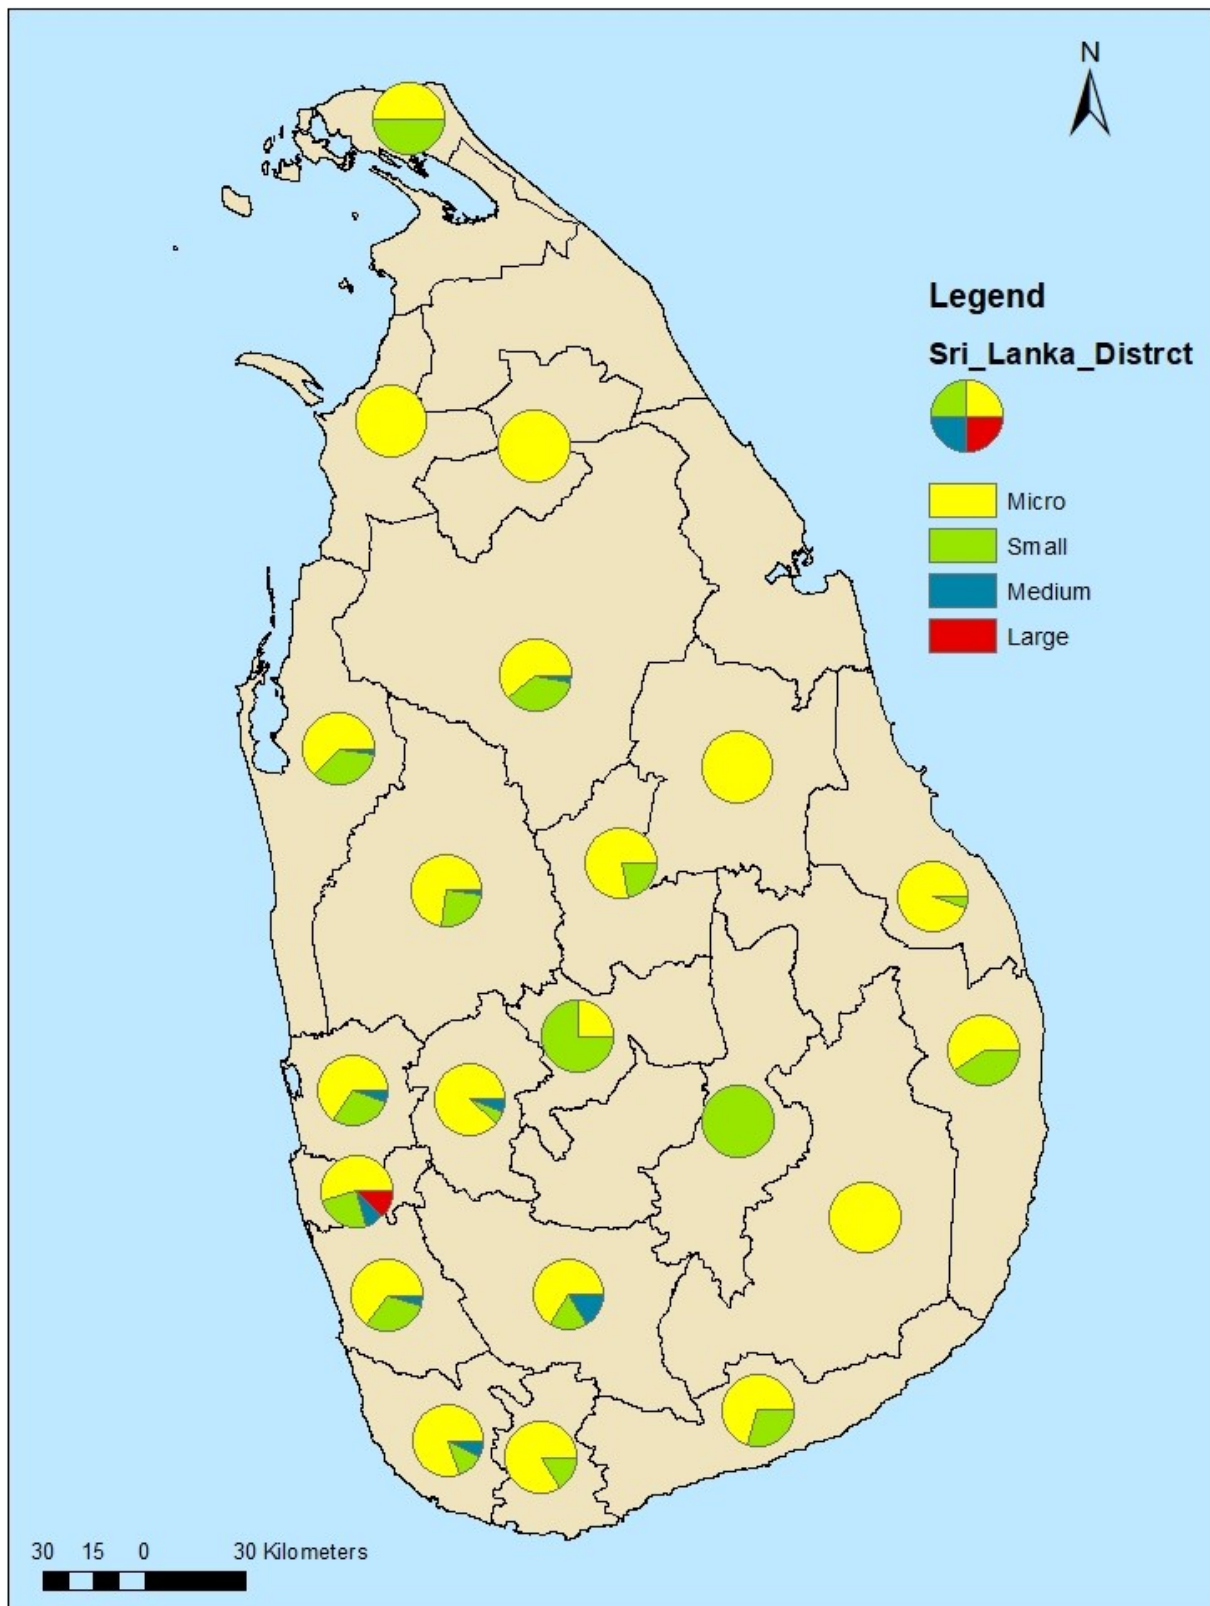 N
Legend
Sri_Lanka_Distrct
Micro
Small
Medium
Large
30 15 0 30 Kilometers